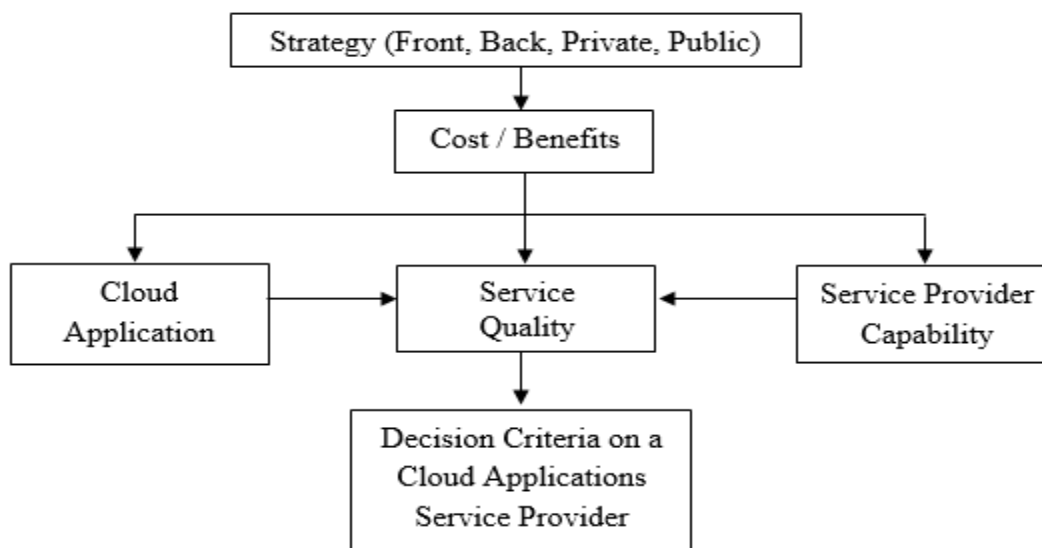 Strategy (Front, Back, Private, Public)
Cost / Benefits
Cloud
Application
Service
Quality
Service Provider
Capability
Decision Criteria on a
Cloud Applications
Service Provider